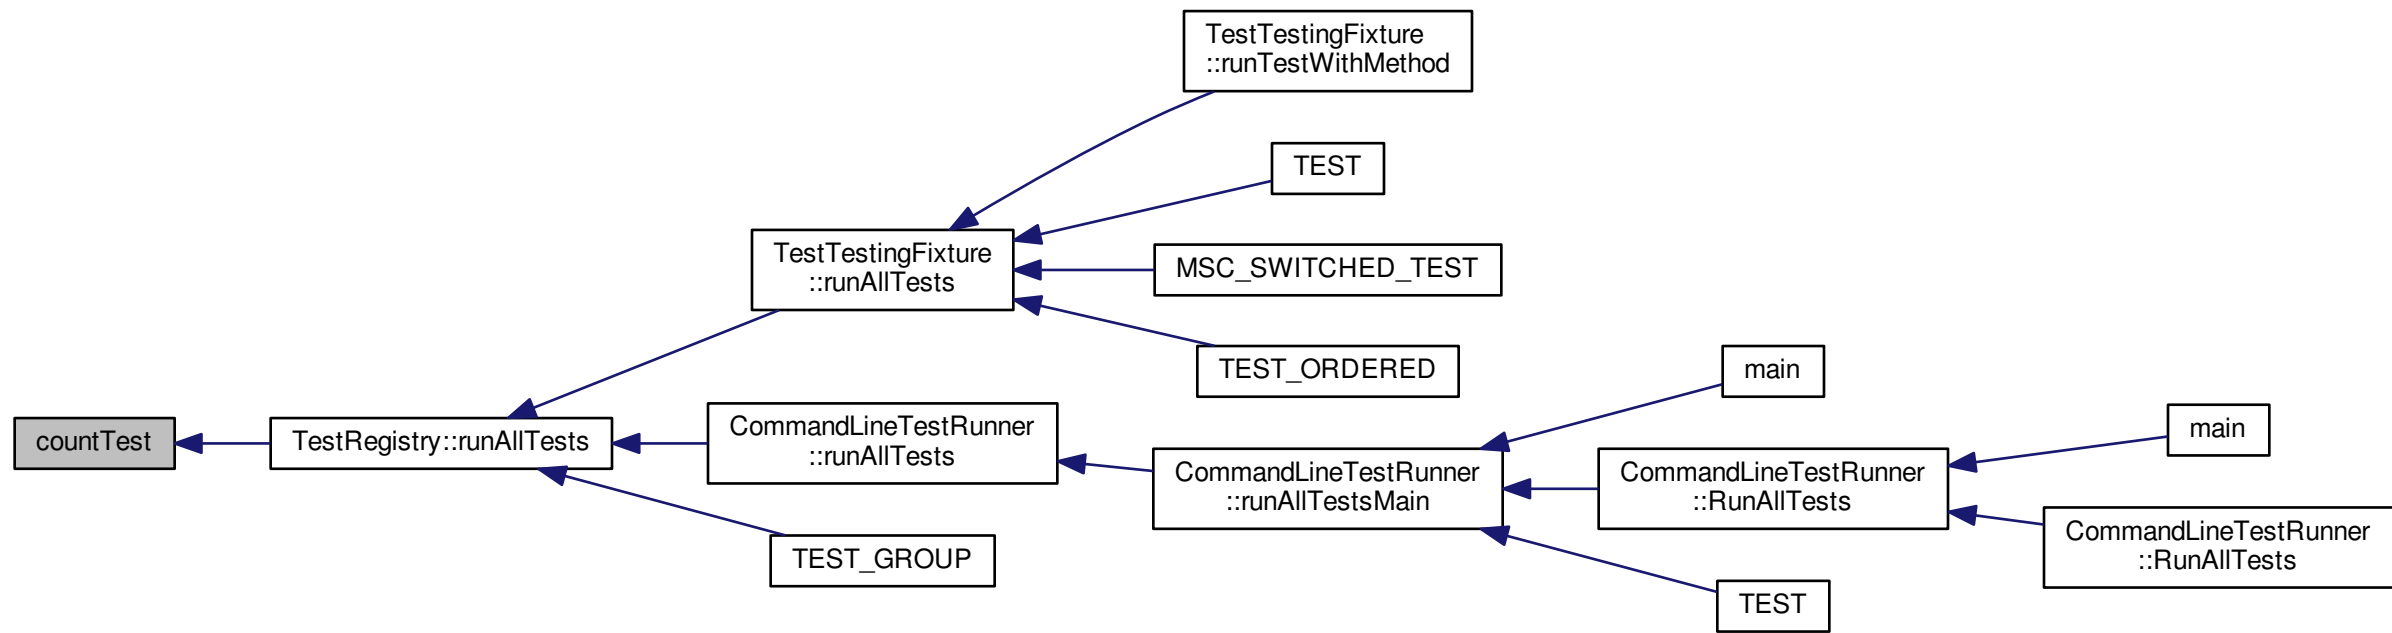 TestTestingFixture
::runTestWithMethod
TEST
TestTestingFixture
::runAllTests
MSC_SWITCHED_TEST
TEST_ORDERED
main
countTest
TestRegistry::runAllTests
CommandLineTestRunner
::runAllTests
CommandLineTestRunner
::runAllTestsMain
CommandLineTestRunner
::RunAllTests
main
CommandLineTestRunner
::RunAllTests
TEST_GROUP
TEST